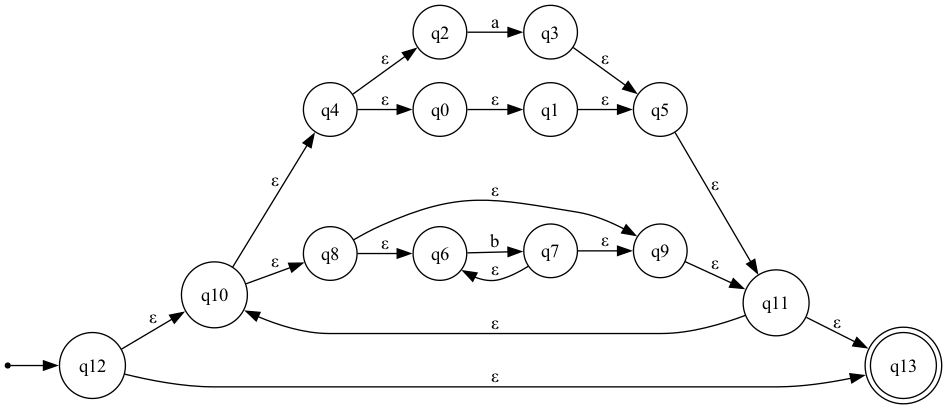 q2 a q3
ε ε
q4 ε q0 ε q1 ε q5
ε ε
ε
q8 ε q6 b q7 ε q9
ε ε ε
q10 q11
ε ε ε
q12 q13
ε